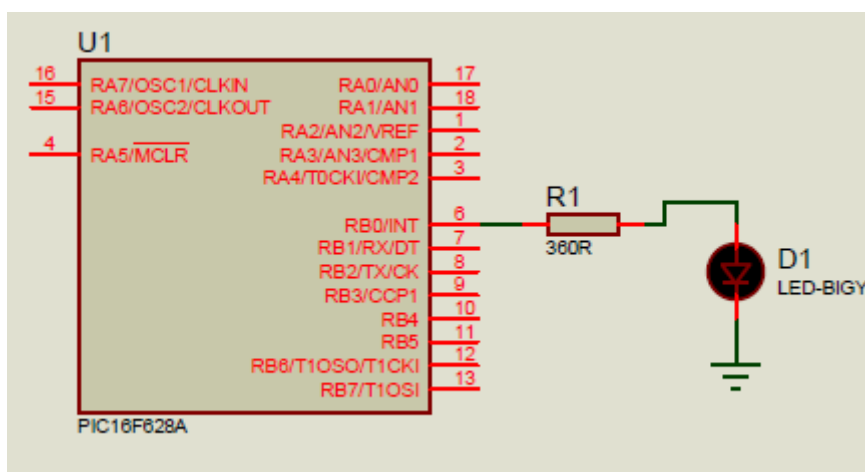 U1
16 RA7/OSC1/CLKIN RA0/AN0 17
15 RA6/OSC2/CLKOUT RA1/AN1 18
RA2/AN2/VREF 1
4 RA5/MCLR RA3/AN3/CMP1 2
RA4/T0CKI/CMP2 3
R1
RB0/INT 6
360R
RB1/RX/DT 7
RB2/TX/CK 8
D1
RB3/CCP1 9
LED-BIGY
RB4 10
RB5 11
RB6/T1OSO/T1CKI 12
RB7/T1OSI 13
PIC16F628A